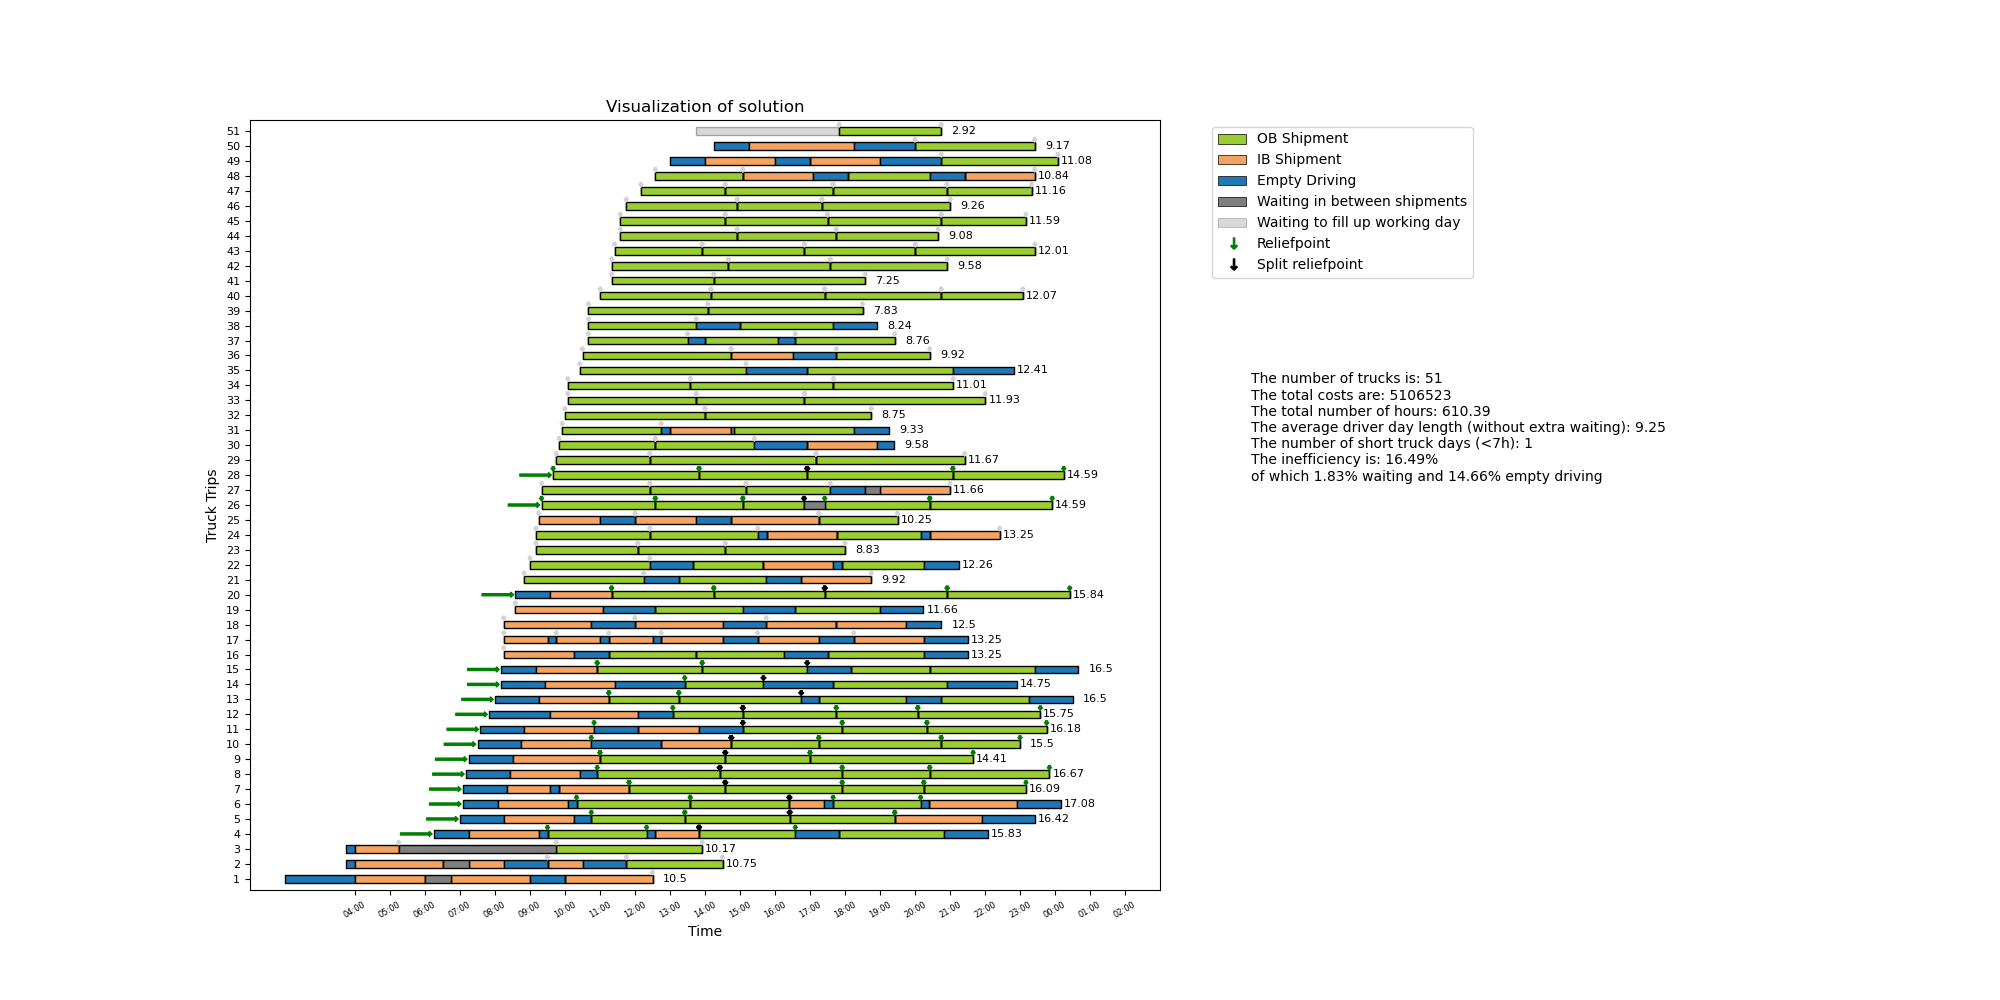 Visualization of solution
51 2.92
50 9.17
49 11.08
48 10.84
47 11.16
46 9.26
45 11.59
44 9.08
43 12.01
42 9.58
41 7.25
40 12.07
39 7.83
38 8.24
37 8.76
36 9.92
35 12.41
34 11.01
33 11.93
32 8.75
31 9.33
30 9.58
29 11.67
28 14.59
27 11.66
26 14.59
25 10.25
24 13.25
23 8.83
22 12.26
21 9.92
20 15.84
19 11.66
18 12.5
17 13.25
16 13.25
15 16.5
14 14.75
13 16.5
12 15.75
11 16.18
10 15.5
9 14.41
8 16.67
7 16.09
6 17.08
5 16.42
4 15.83
3 10.17
2 10.75
1 10.5
Truck Trips
04:00 05:00 06:00 07:00 08:00 09:00 10:00 11:00 12:00 13:00 14:00 15:00 16:00 17:00 18:00 19:00 20:00 21:00 22:00 23:00 00:00 01:00 02:00
Time
OB Shipment
IB Shipment
Empty Driving
Waiting in between shipments
Waiting to fill up working day
Reliefpoint
Split reliefpoint
The number of trucks is: 51
The total costs are: 5106523
The total number of hours: 610.39
The average driver day length (without extra waiting): 9.25
The number of short truck days (<7h): 1
The inefficiency is: 16.49%
of which 1.83% waiting and 14.66% empty driving